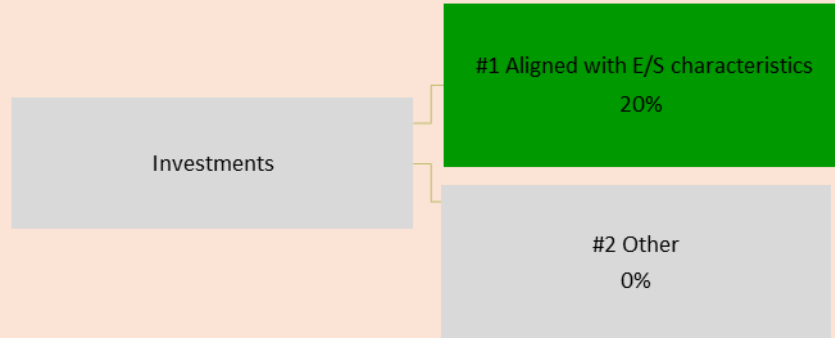 #1 Aligned with E/S characteristics
20%
Investments
#2 Other
0%